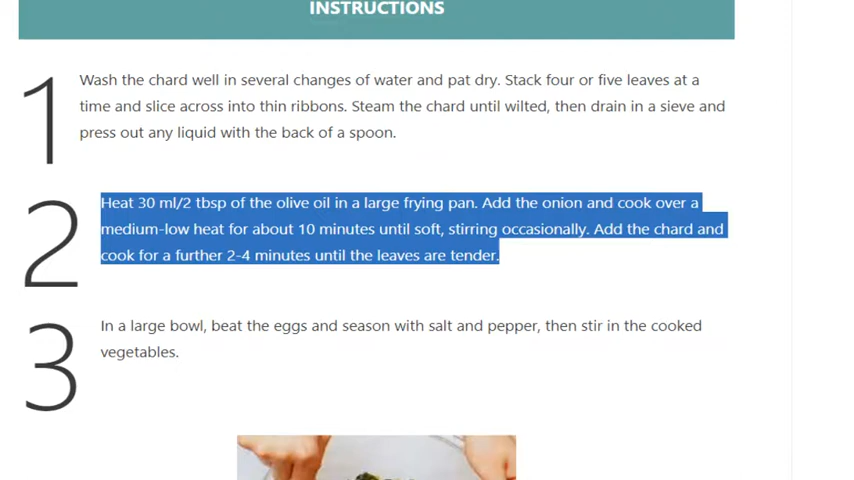 INSTRUCTIONS
1
Wash the chard well in several changes of water and pat dry. Stack four or five leaves at a
time and slice across into thin ribbons. Steam the chard until wilted, then drain in a sieve and
press out any liquid with the back of a spoon.
2
Heat 30 ml/2 tbsp of the olive oil in a large frying pan. Add the onion and cook over a
medium-low heat for about 10 minutes until soft, stirring occasionally. Add the chard and
cook for a further 2-4 minutes until the leaves are tender.
3
In a large bowl, beat the eggs and season with salt and pepper, then stir in the cooked
vegetables.